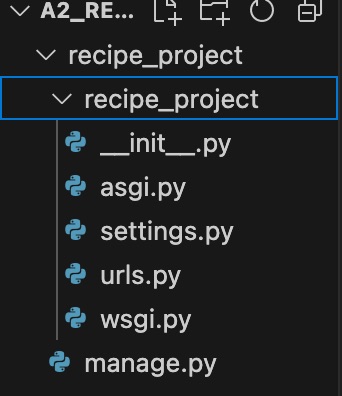 A2_RE...
recipe_project
recipe_project
__init__.py
asgi.py
settings.py
urls.py
wsgi.py
manage.py